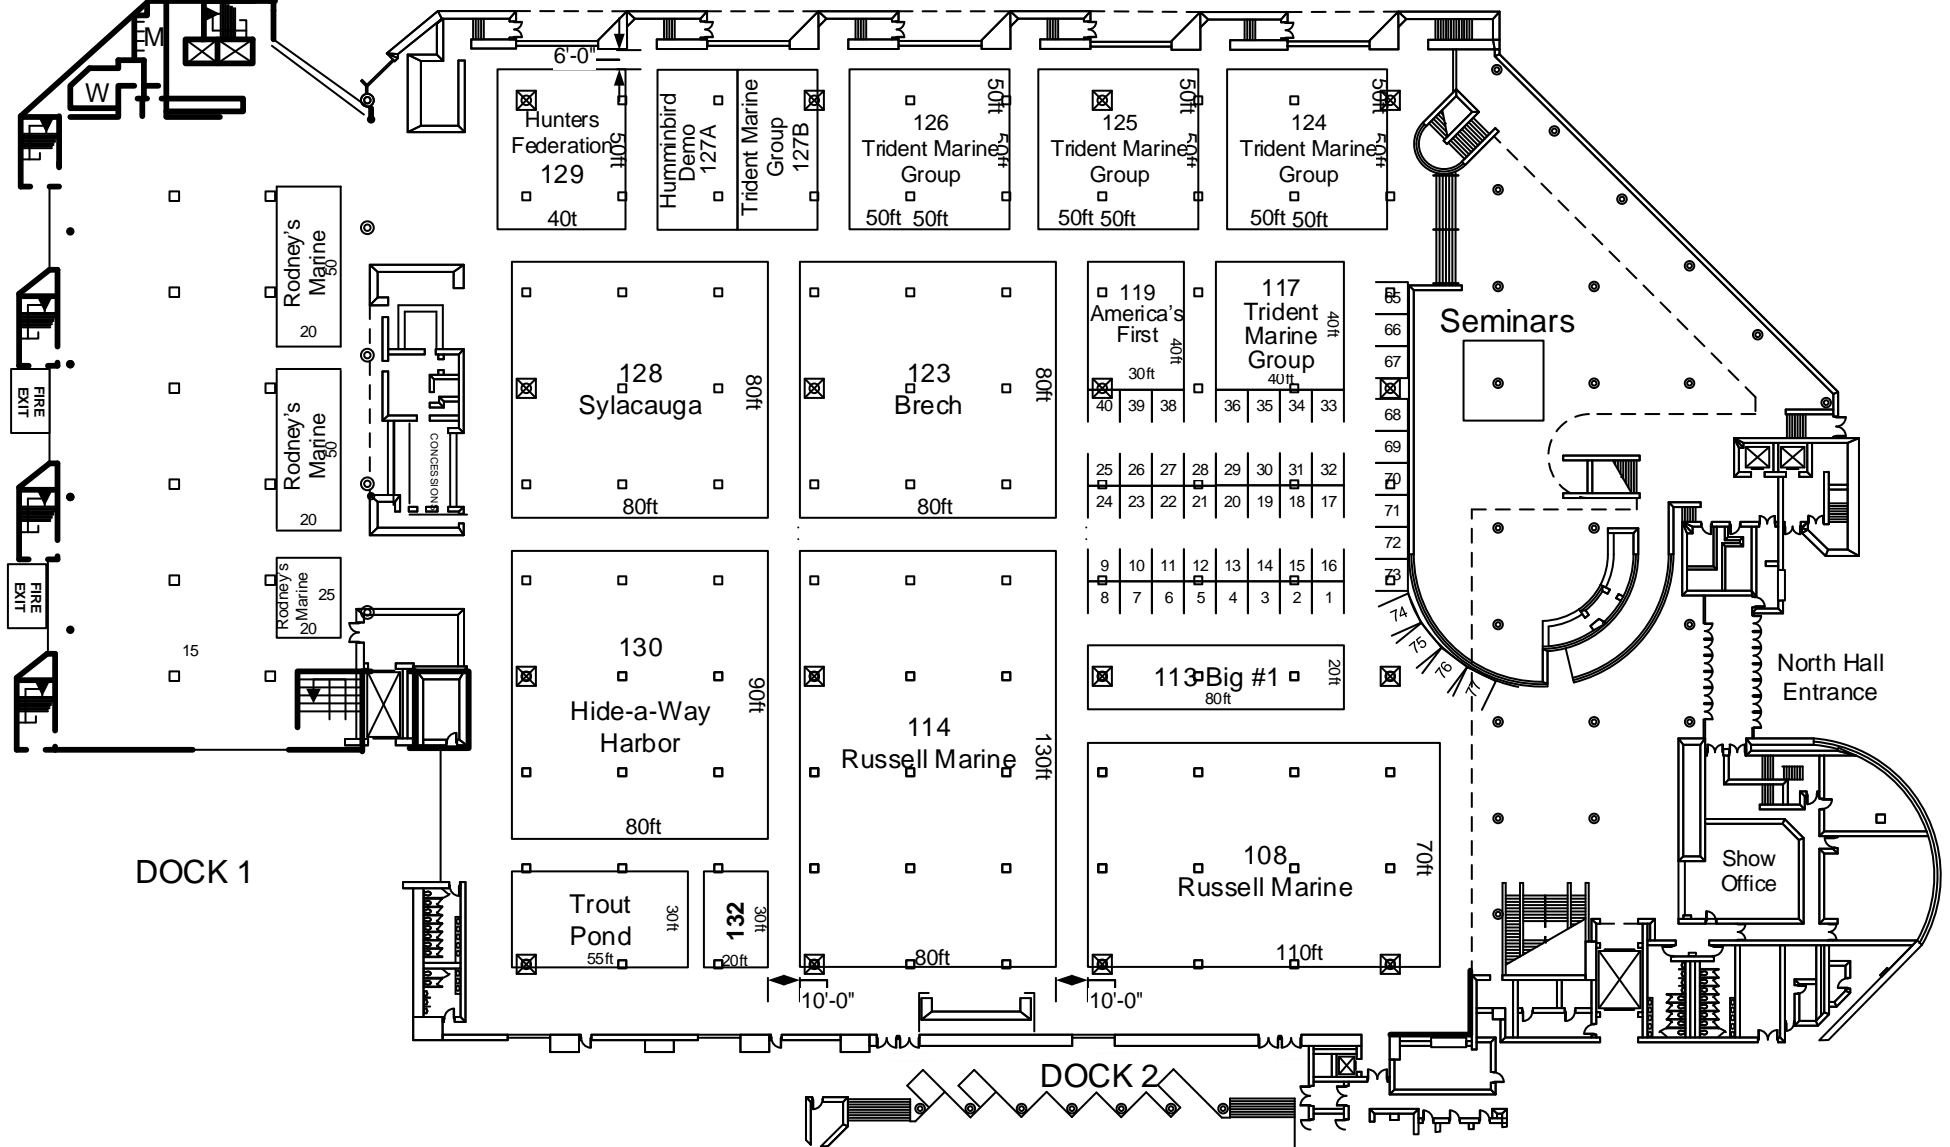 M
W
6'-0"
Hunters
Federation
129
50ft
40t
Humminbird
Demo
127A
Trident Marine
Group
127B
126
Trident Marine
Group
50ft
50ft
50ft 50ft
125
Trident Marine
Group
50ft
50ft
50ft 50ft
124
Trident Marine
Group
50ft
50ft
50ft 50ft
Rodney's
Marine
50
20
Rodney's
Marine
50
20
Rodney's
Marine
25
20
15
FIRE
EXIT
FIRE
EXIT
CONCESSIONS
128
Sylacauga
80ft
80ft
123
Brech
80ft
80ft
119
America's
First
40ft
30ft
117
Trident
Marine
Group
40ft
40ft
40 39 38 36 35 34 33
25 26 27 28 29 30 31 32
24 23 22 21 20 19 18 17
9 10 11 12 13 14 15 16
8 7 6 5 4 3 2 1
65
66
67
68
69
70
71
72
73
74
75
76
77
Seminars
130
Hide-a-Way
Harbor
90ft
80ft
114
Russell Marine
130ft
80ft
113 Big #1
20ft
80ft
108
Russell Marine
70ft
110ft
Trout
Pond
30ft
55ft
132
30ft
20ft
10'-0"
10'-0"
North Hall
Entrance
Show
Office
DOCK 1
DOCK 2